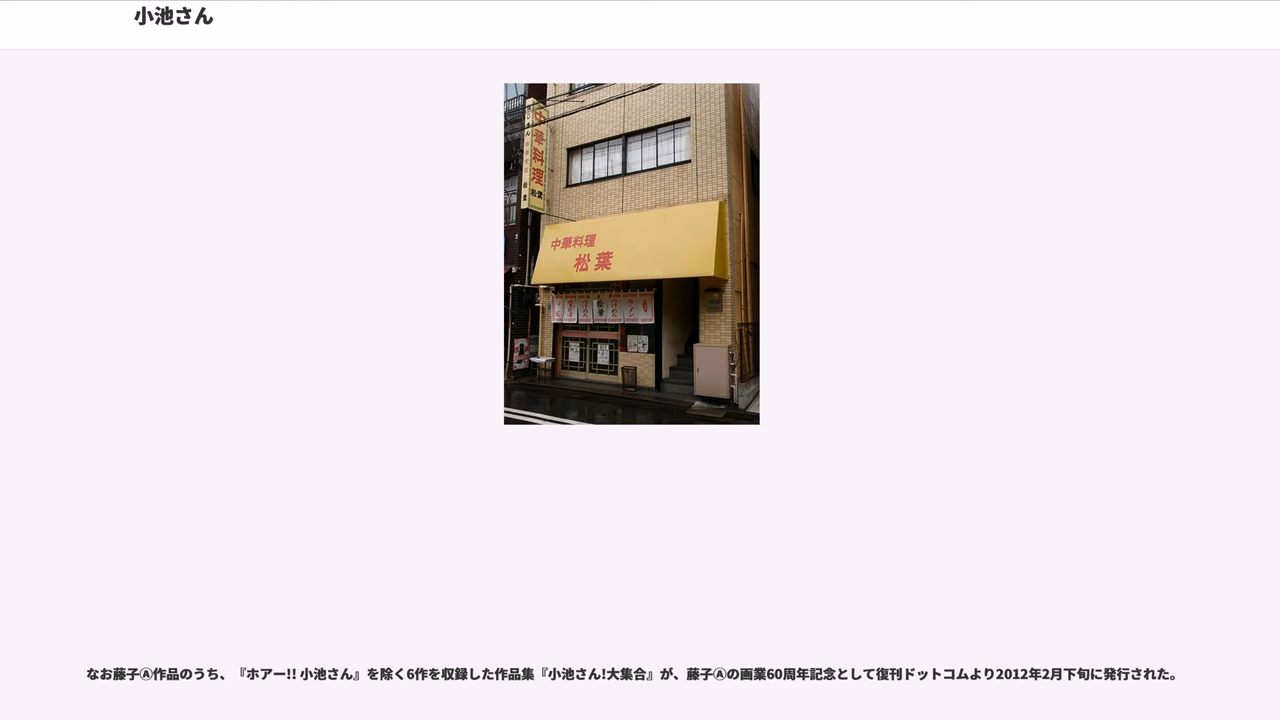 小池さん
中華料理
松葉
中華料理
松葉
なお藤子Ⓐ作品のうち、『ホアー!! 小池さん』を除く6作を収録した作品集『小池さん!大集合』が、藤子Ⓐの画業60周年記念として復刊ドットコムより2012年2月下旬に発行された。